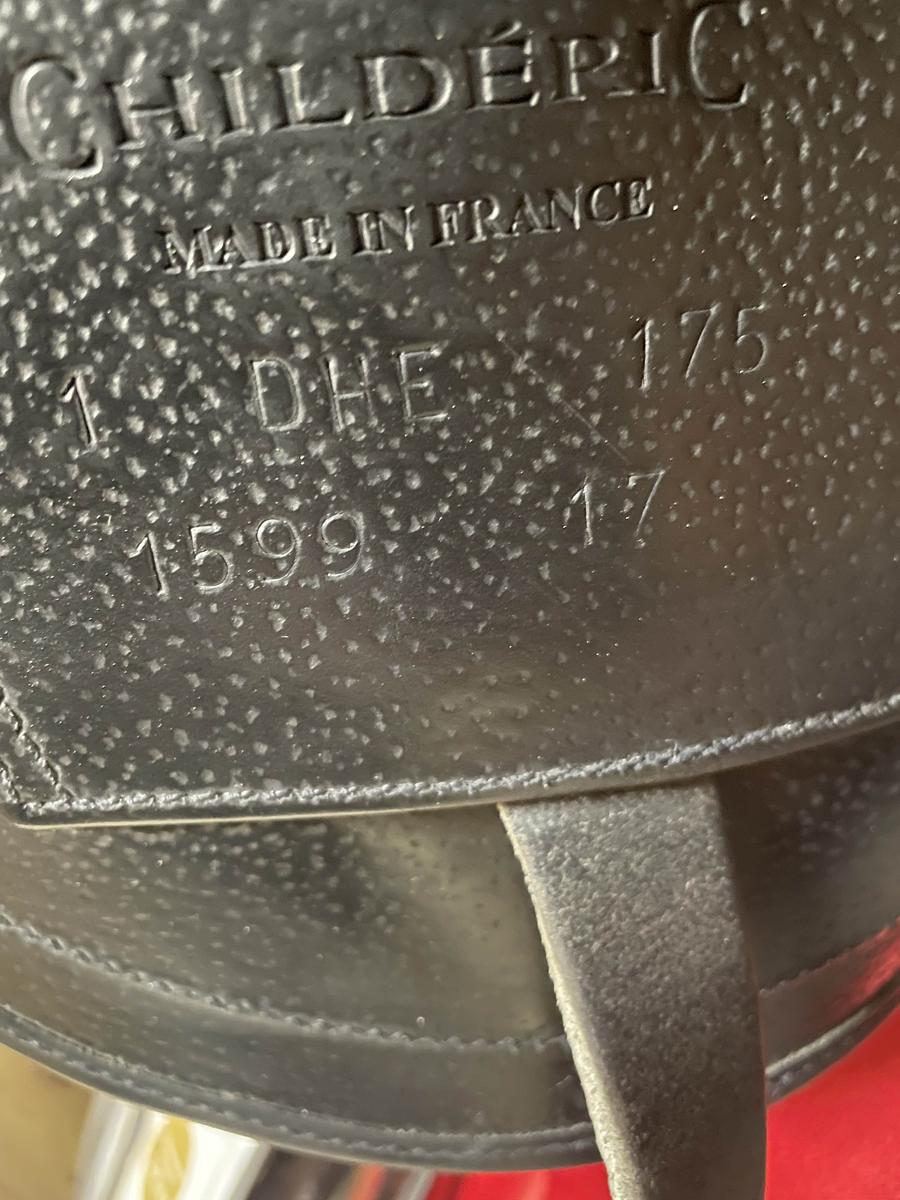 CHILDÉRIC
MADE IN FRANCE
1 DHE 175
1599 17